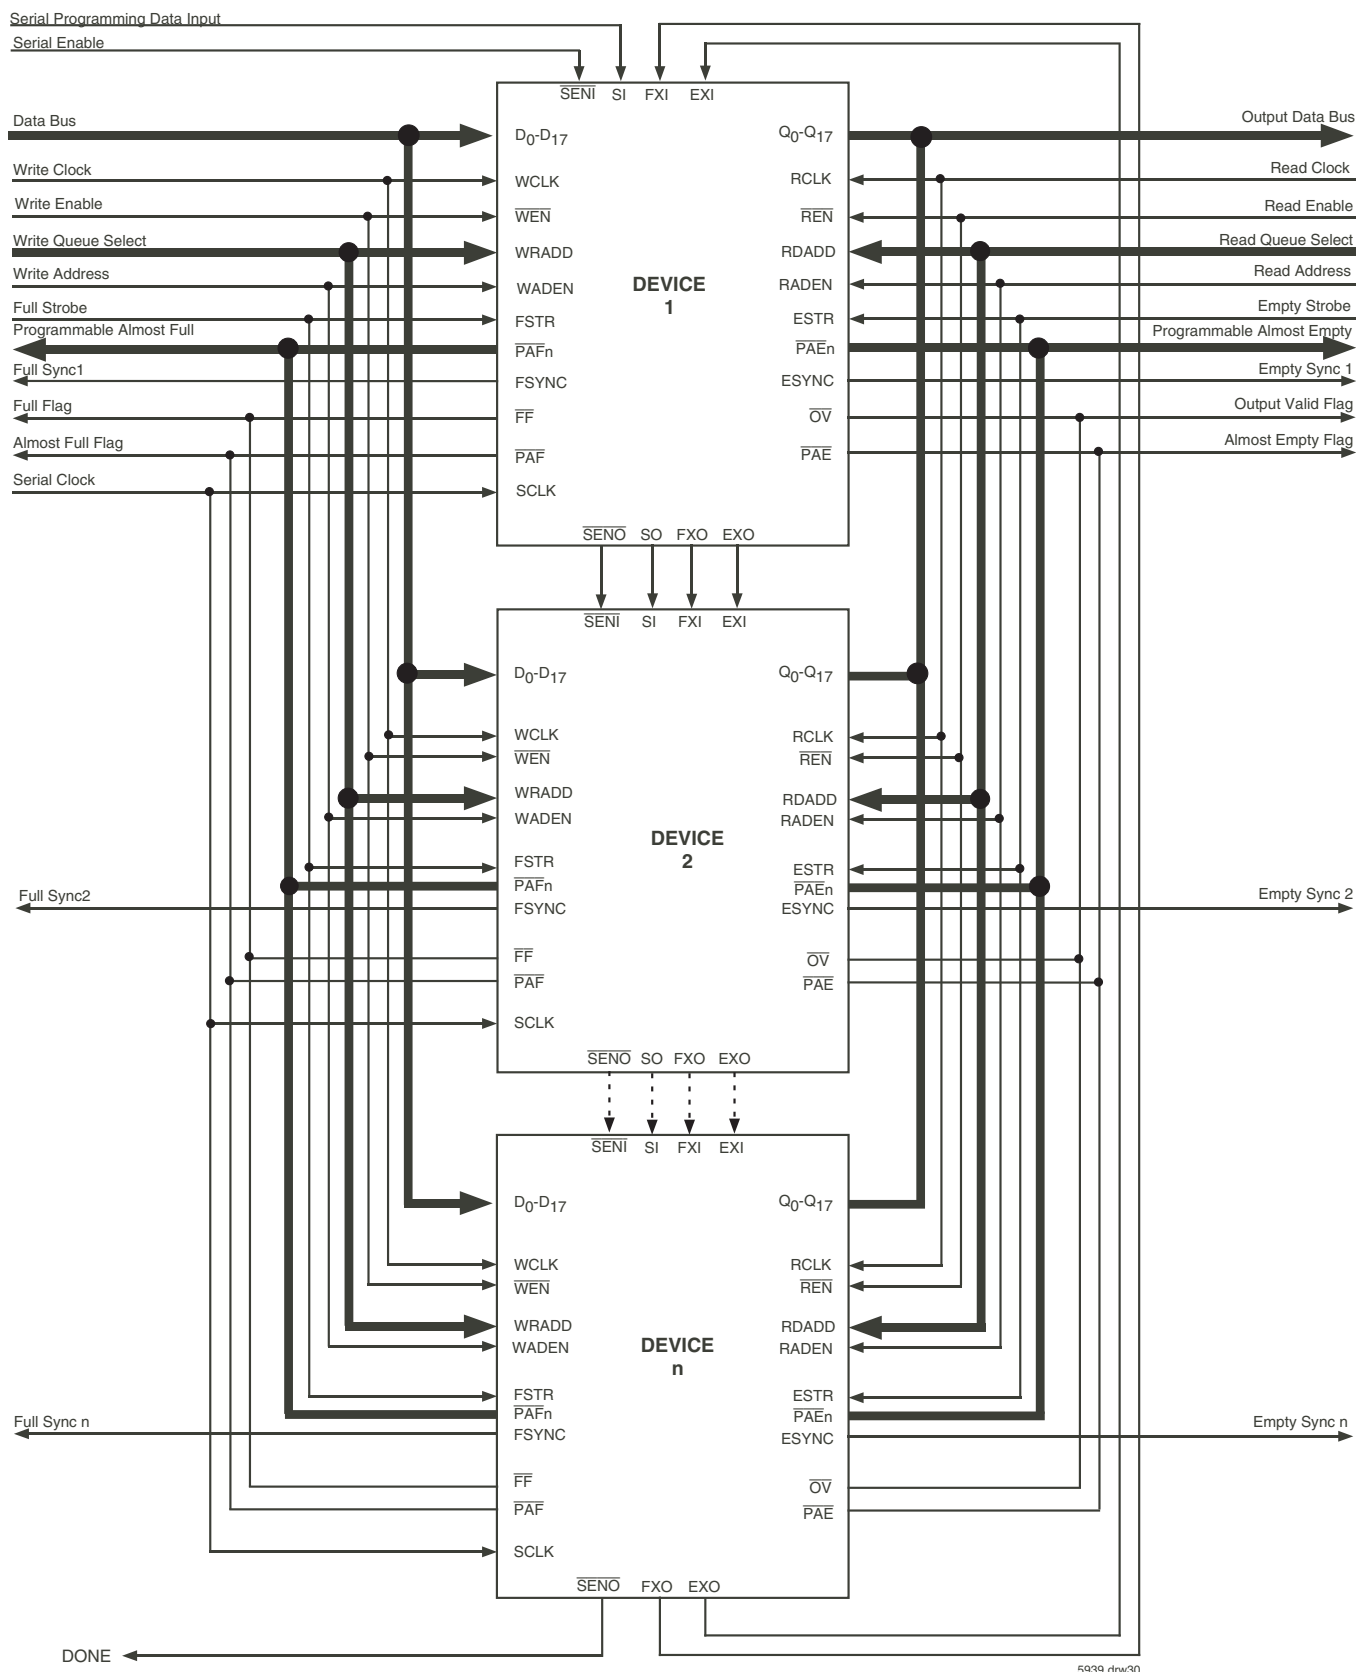 Serial Programming Data Input
Serial Enable
SENI SI FXI EXI
Data Bus
D0-D17
Q0-Q17
Output Data Bus
Write Clock
WCLK
RCLK
Read Clock
Write Enable
WEN
REN
Read Enable
Write Queue Select
WRADD
RDADD
Read Queue Select
Write Address
WADEN
DEVICE
1
RADEN
Read Address
Full Strobe
FSTR
ESTR
Empty Strobe
Programmable Almost Full
PAFn
PAEn
Programmable Almost Empty
Full Sync1
FSYNC
ESYNC
Empty Sync 1
Full Flag
FF
OV
Output Valid Flag
Almost Full Flag
PAF
PAE
Almost Empty Flag
Serial Clock
SCLK
SENO SO FXO EXO
SENI SI FXI EXI
D0-D17
Q0-Q17
WCLK
RCLK
WEN
REN
WRADD
RDADD
WADEN
RADEN
DEVICE
2
FSTR
ESTR
PAFn
PAEn
Full Sync2
FSYNC
ESYNC
Empty Sync 2
FF
OV
PAF
PAE
SCLK
SENO SO FXO EXO
SENI SI FXI EXI
D0-D17
Q0-Q17
WCLK
RCLK
WEN
REN
WRADD
RDADD
WADEN
RADEN
DEVICE
n
FSTR
ESTR
PAFn
PAEn
Full Sync n
FSYNC
ESYNC
Empty Sync n
FF
OV
PAF
PAE
SCLK
SENO FXO EXO
DONE
5939 drw30